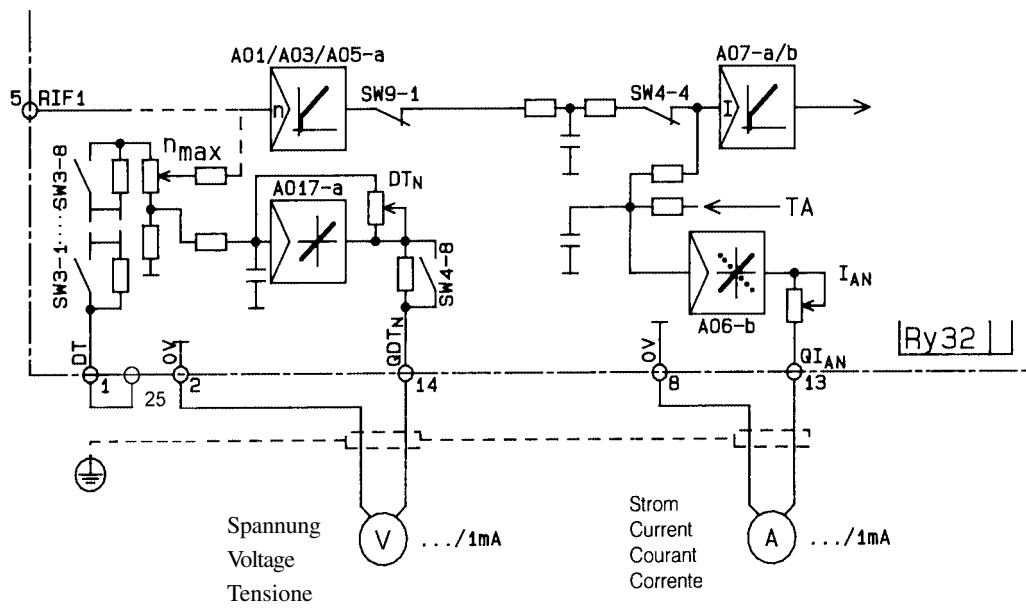 A01/A03/A05-a
A07-a/b
5 RIF1
n
SW9-1
SW4-4
I
SW3-8
SW3-1
nmax
A017-a
DTN
TA
SW4-8
IAN
A06-b
Ry32
DT
0V
QDTN
0V
QIAN
1
25
2
14
8
13
Spannung
Voltage
Tensione
V
.../1mA
Strom
Current
Courant
Corrente
A
.../1mA